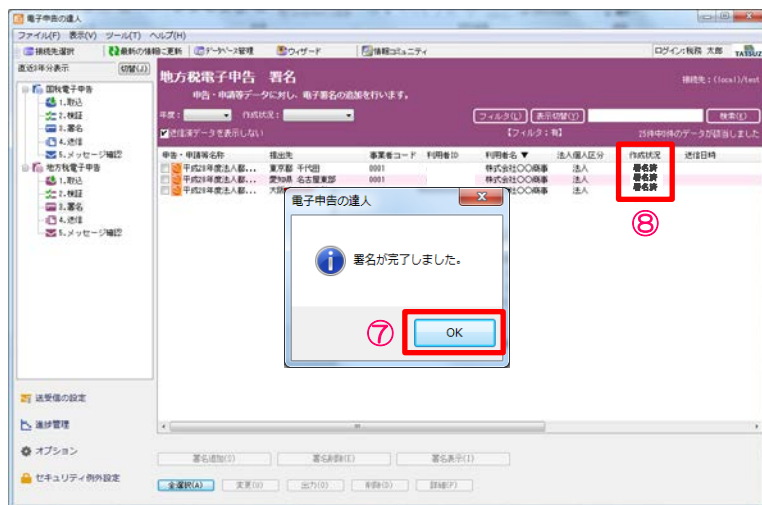 電子申告の達人
ファイル(F) 表示(V) ツール(T) ヘルプ(H)
接続先選択 最新の情報に更新 データベース管理 ウィザード 情報コミュニティ ログイン:税務 太郎 TATSUZ
直近3年分表示 切替(J)
国税電子申告
1.取込
2.検証
3.署名
4.送信
5.メッセージ確認
地方税電子申告
1.取込
2.検証
3.署名
4.送信
5.メッセージ確認
送受信の設定
進捗管理
オプション
セキュリティ例外設定
地方税電子申告 署名
接続先:(local)/test
申告・申請等データに対し、電子署名の追加を行います。
年度: 作成状況: フィルタ(L) 表示切替(Y) 検索(K)
送信済データを表示しない 【フィルタ:有】
申告・申請等名称 提出先 事業者コード 利用者ID 利用者名▼ 法人個人区分 作成状況 送信日時
平成28年度法人都... 東京都 千代田 0001 株式会社〇〇商事 法人 署名済
平成28年度法人都... 愛知県 名古屋東部 0001 株式会社〇〇商事 法人 署名済
平成28年度法人都... 〇〇商事 法人 署名済
⑧
電子申告の達人
署名が完了しました。
⑦ OK
署名追加(S) 署名削除(E) 署名表示(I)
全選択(A) 変更(U) 出力(O) 削除(D) 詳細(P)